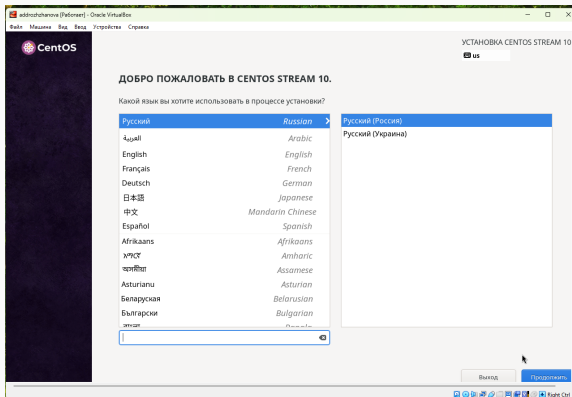 addrozhzhanova [Работает] - Oracle VirtualBox
Файл Машина Вид Ввод Устройства Справка
CentOS
УСТАНОВКА CENTOS STREAM 10
us
ДОБРО ПОЖАЛОВАТЬ В CENTOS STREAM 10.
Какой язык вы хотите использовать в процессе установки?
Русский Russian
العربية Arabic
English English
Français French
Deutsch German
日本語 Japanese
中文 Mandarin Chinese
Español Spanish
Afrikaans Afrikaans
አማርኛ Amharic
অসমীয়া Assamese
Asturianu Asturian
Беларуская Belarusian
Български Bulgarian
Русский (Россия)
Русский (Украина)
Выход
Продолжить
Right Ctrl